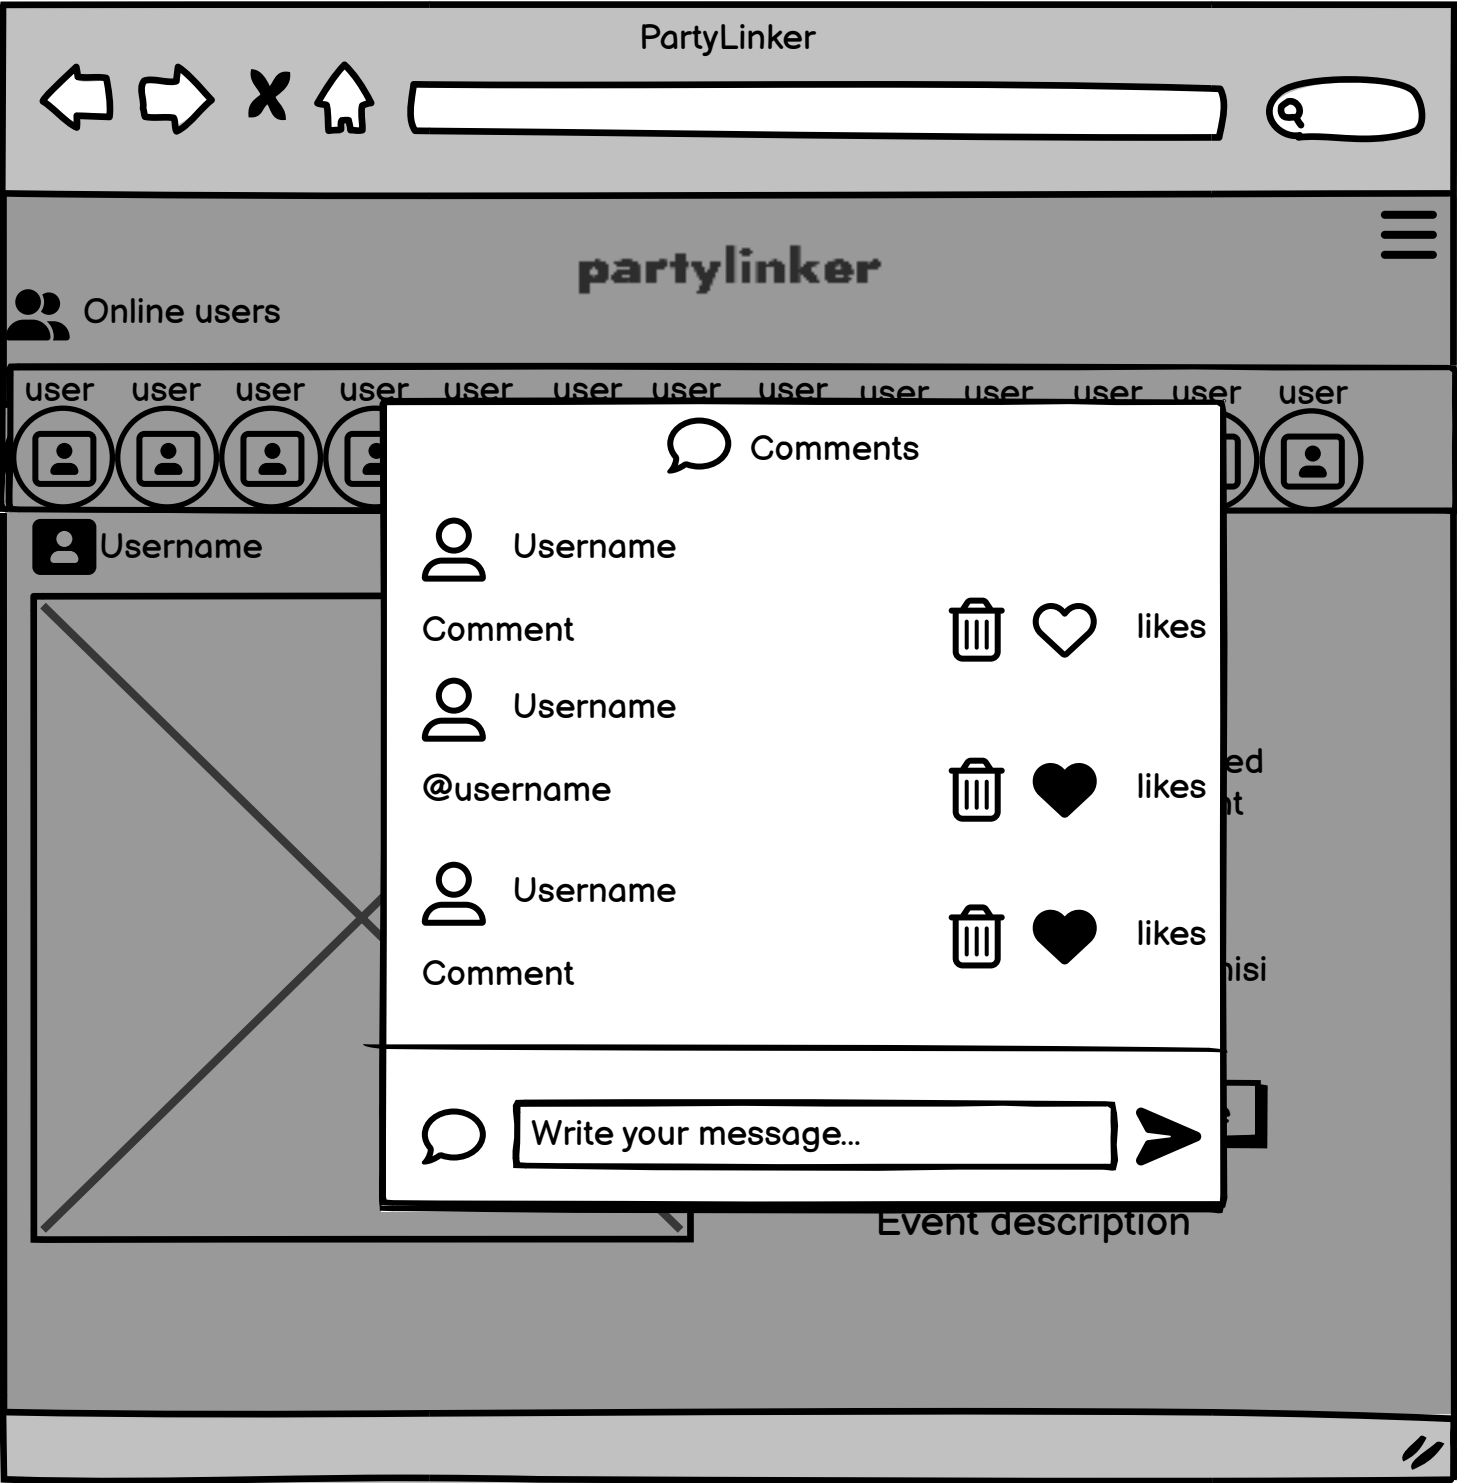 PartyLinker
partylinker
Online users
user user user user user user user user user user user user user
Comments
Username
Username
Comment
likes
Username
@username
likes
Username
likes
Comment
Write your message...
Event description